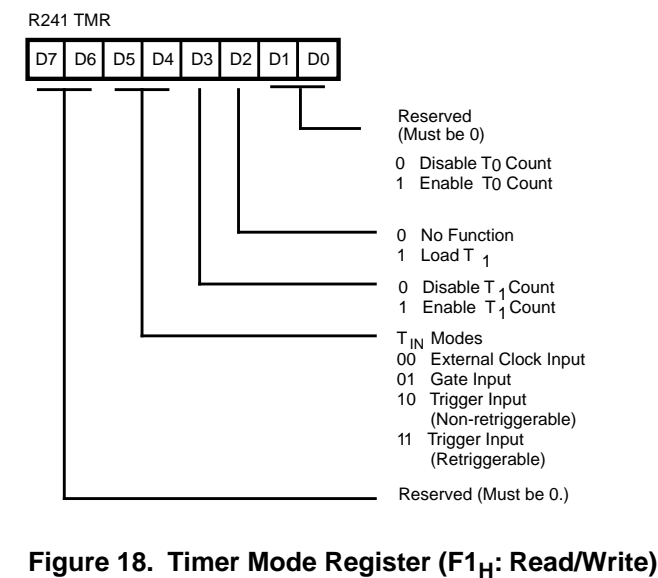 R241 TMR
D7 D6 D5 D4 D3 D2 D1 D0
Reserved
(Must be 0)
0 Disable T0 Count
1 Enable T0 Count
0 No Function
1 Load T 1
0 Disable T 1 Count
1 Enable T 1 Count
TIN Modes
00 External Clock Input
01 Gate Input
10 Trigger Input
(Non-retriggerable)
11 Trigger Input
(Retriggerable)
Reserved (Must be 0.)
Figure 18. Timer Mode Register (F1H: Read/Write)